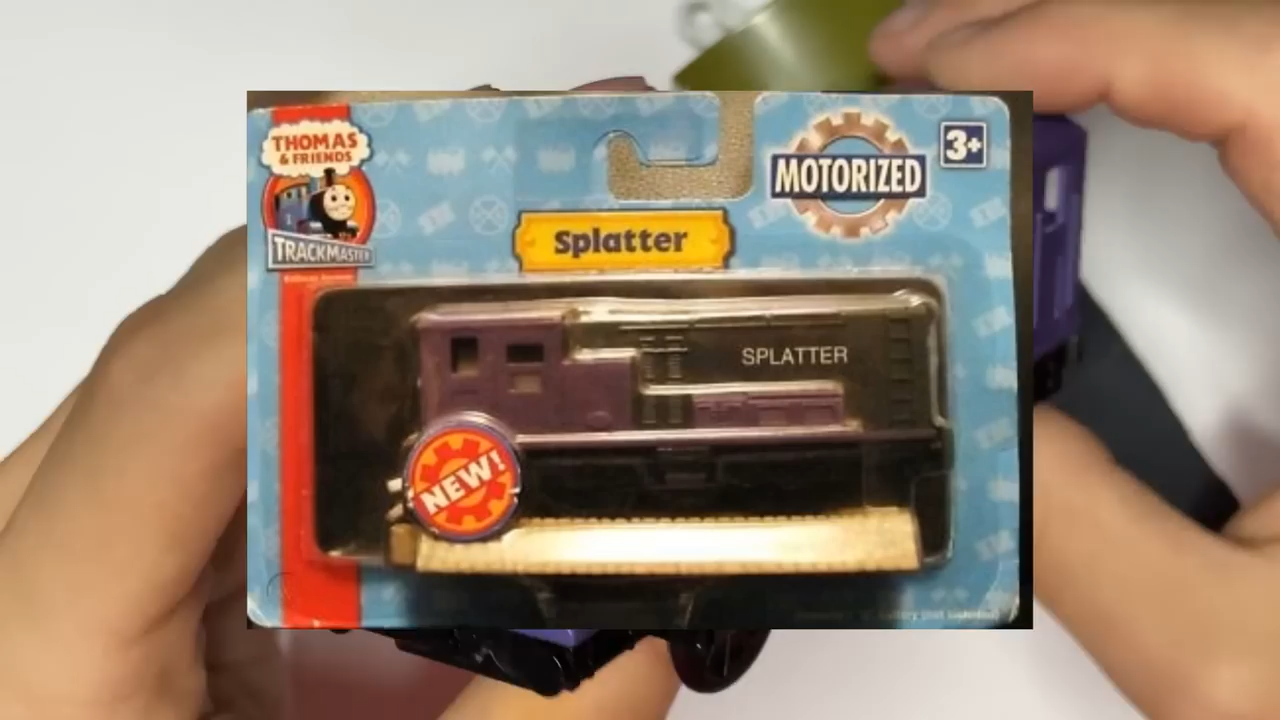 THOMAS
& FRIENDS
TRACKMASTER
MOTORIZED
3+
Splatter
SPLATTER
NEW!